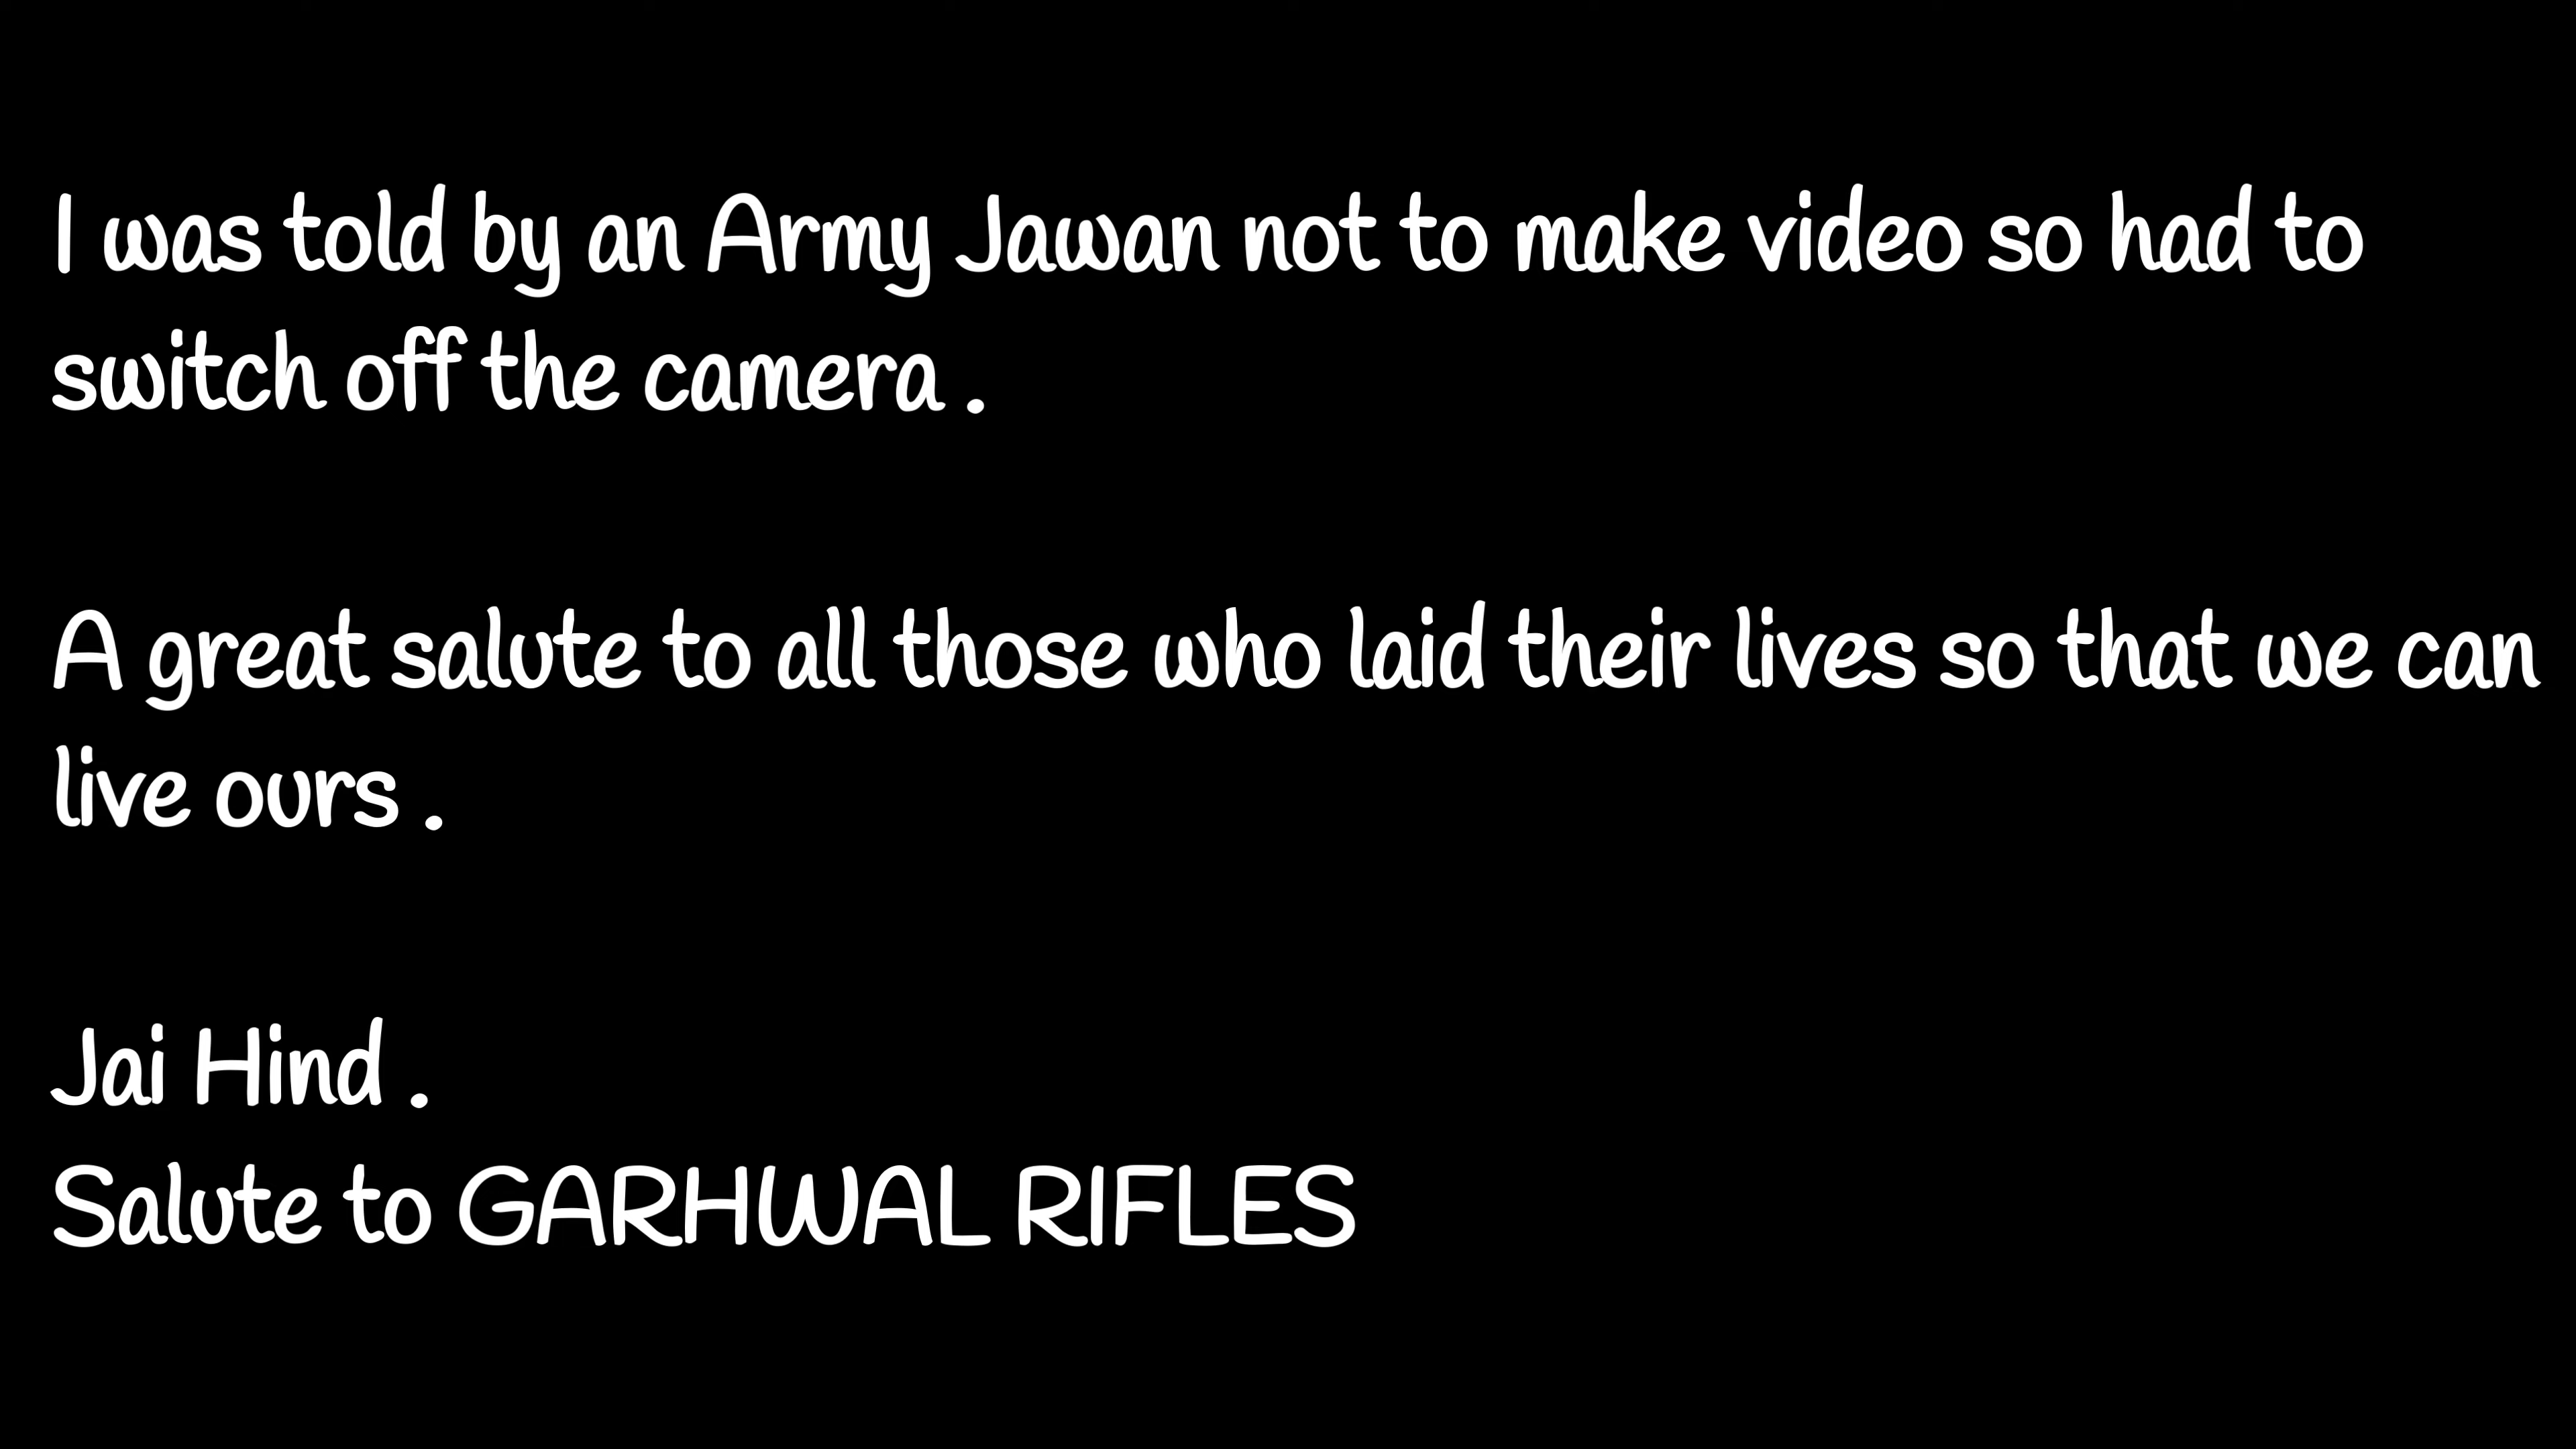 I was told by an Army Jawan not to make video so had to
switch off the camera .
A great salute to all those who laid their lives so that we can
live ours .
Jai Hind .
Salute to GARHWAL RIFLES